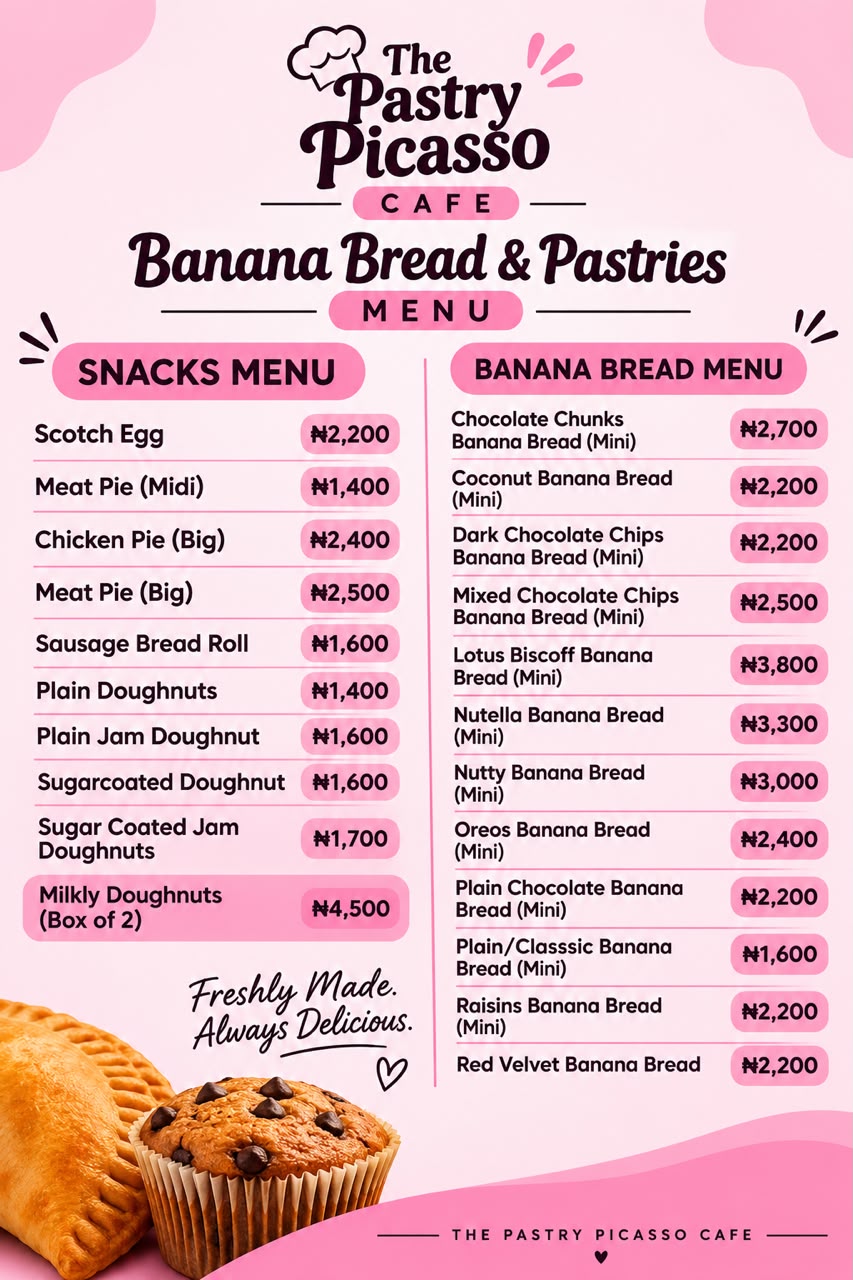 The
Pastry
Picasso
CAFE
Banana Bread & Pastries
MENU
SNACKS MENU
Scotch Egg ₦2,200
Meat Pie (Midi) ₦1,400
Chicken Pie (Big) ₦2,400
Meat Pie (Big) ₦2,500
Sausage Bread Roll ₦1,600
Plain Doughnuts ₦1,400
Plain Jam Doughnut ₦1,600
Sugarcoated Doughnut ₦1,600
Sugar Coated Jam
Doughnuts ₦1,700
Milkly Doughnuts
(Box of 2) ₦4,500
Freshly Made.
Always Delicious.
BANANA BREAD MENU
Chocolate Chunks
Banana Bread (Mini) ₦2,700
Coconut Banana Bread
(Mini) ₦2,200
Dark Chocolate Chips
Banana Bread (Mini) ₦2,200
Mixed Chocolate Chips
Banana Bread (Mini) ₦2,500
Lotus Biscoff Banana
Bread (Mini) ₦3,800
Nutella Banana Bread
(Mini) ₦3,300
Nutty Banana Bread
(Mini) ₦3,000
Oreos Banana Bread
(Mini) ₦2,400
Plain Chocolate Banana
Bread (Mini) ₦2,200
Plain/Classsic Banana
Bread (Mini) ₦1,600
Raisins Banana Bread
(Mini) ₦2,200
Red Velvet Banana Bread ₦2,200
THE PASTRY PICASSO CAFE